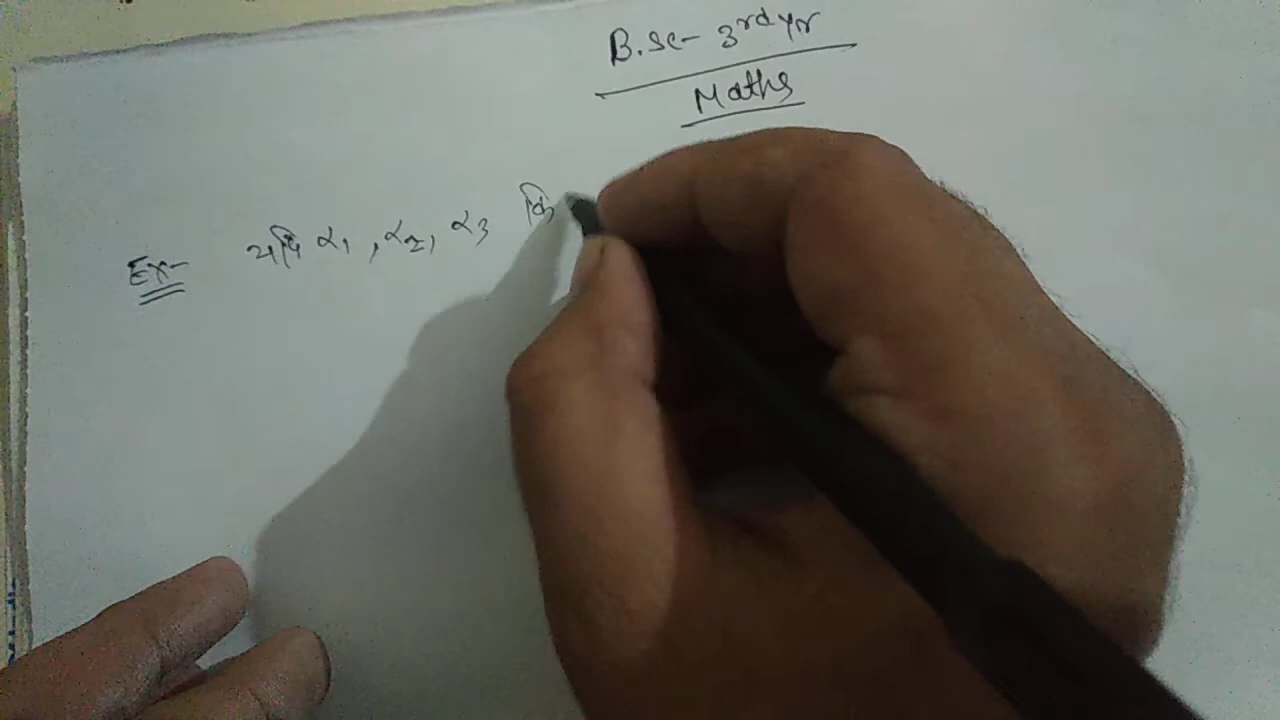 B.Sc- 3rd yr
Maths
Ex- यदि α1, α2, α3 कि